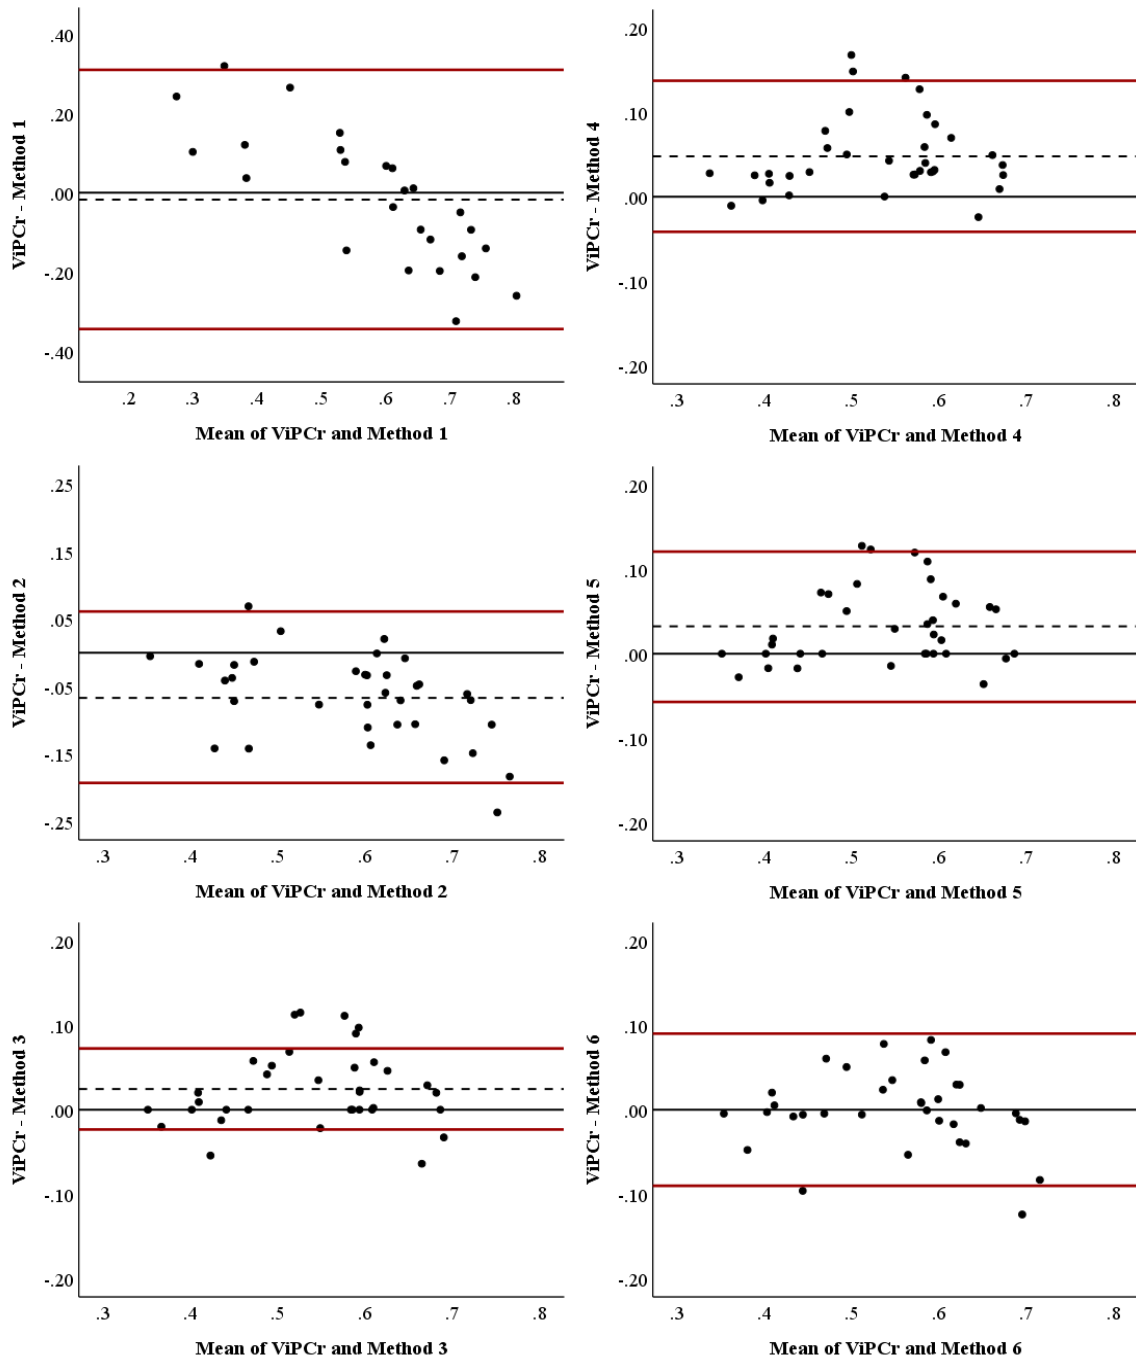 ViPCr - Method 1
.40
.20
.00
-.20
-.40
.2 .3 .4 .5 .6 .7 .8
Mean of ViPCr and Method 1
ViPCr - Method 4
.20
.10
.00
-.10
-.20
.3 .4 .5 .6 .7 .8
Mean of ViPCr and Method 4
ViPCr - Method 2
.25
.15
.05
-.05
-.15
-.25
.3 .4 .5 .6 .7 .8
Mean of ViPCr and Method 2
ViPCr - Method 5
.20
.10
.00
-.10
-.20
.3 .4 .5 .6 .7 .8
Mean of ViPCr and Method 5
ViPCr - Method 3
.20
.10
.00
-.10
-.20
.3 .4 .5 .6 .7 .8
Mean of ViPCr and Method 3
ViPCr - Method 6
.20
.10
.00
-.10
-.20
.3 .4 .5 .6 .7 .8
Mean of ViPCr and Method 6